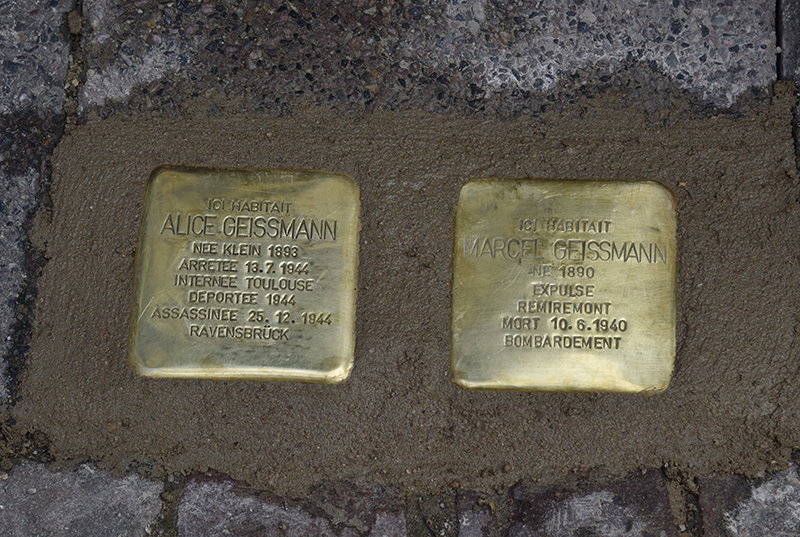 ICI HABITAIT
ALICE GEISSMANN
NEE KLEIN 1893
ARRETEE 13.7.1944
INTERNEE TOULOUSE
DEPORTEE 1944
ASSASSINEE 25.12.1944
RAVENSBRÜCK
ICI HABITAIT
MARCEL GEISSMANN
NE 1890
EXPULSE
REMIREMONT
MORT 10.6.1940
BOMBARDEMENT